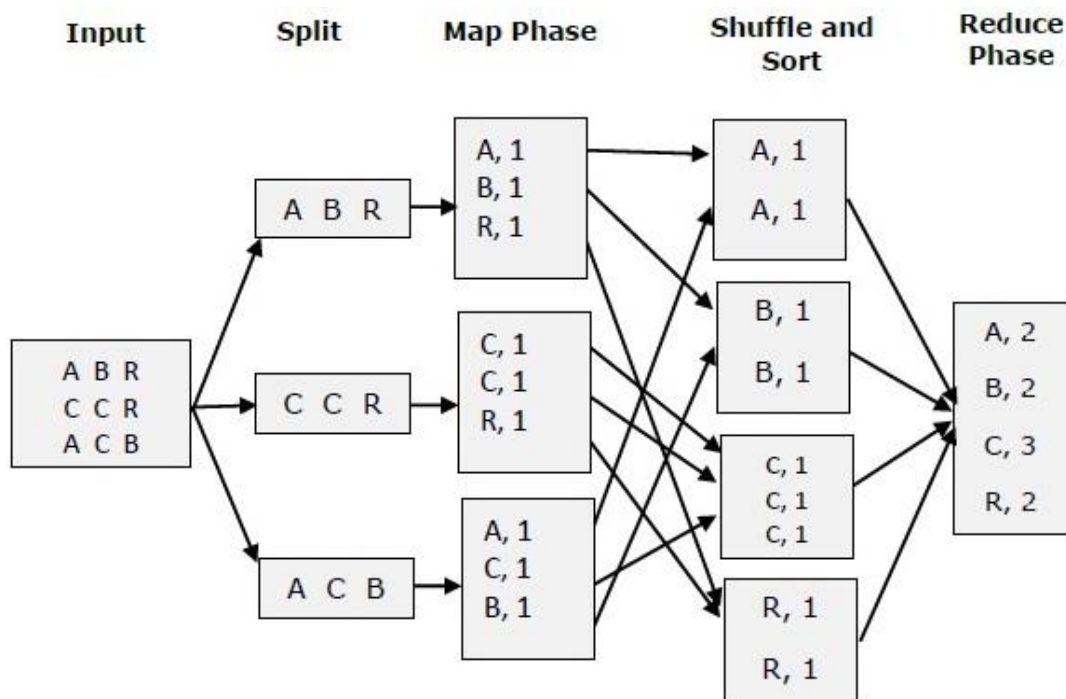 Input
Split
Map Phase
Shuffle and
Sort
Reduce
Phase
A B R
C C R
A C B
A B R
C C R
A C B
A, 1
B, 1
R, 1
C, 1
C, 1
R, 1
A, 1
C, 1
B, 1
A, 1
A, 1
B, 1
B, 1
C, 1
C, 1
C, 1
R, 1
R, 1
A, 2
B, 2
C, 3
R, 2